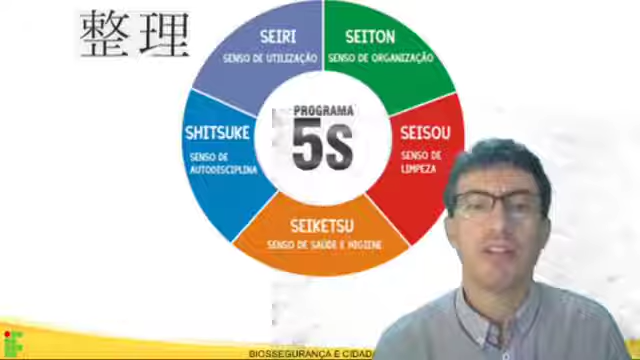 整理
SEIRI
SENSO DE UTILIZAÇÃO
SEITON
SENSO DE ORGANIZAÇÃO
PROGRAMA
5S
SHITSUKE
SENSO DE
AUTODISCIPLINA
SEISOU
SENSO DE
LIMPEZA
SEIKETSU
SENSO DE SAÚDE E HIGIENE
BIOSSEGURANÇA E CIDADA